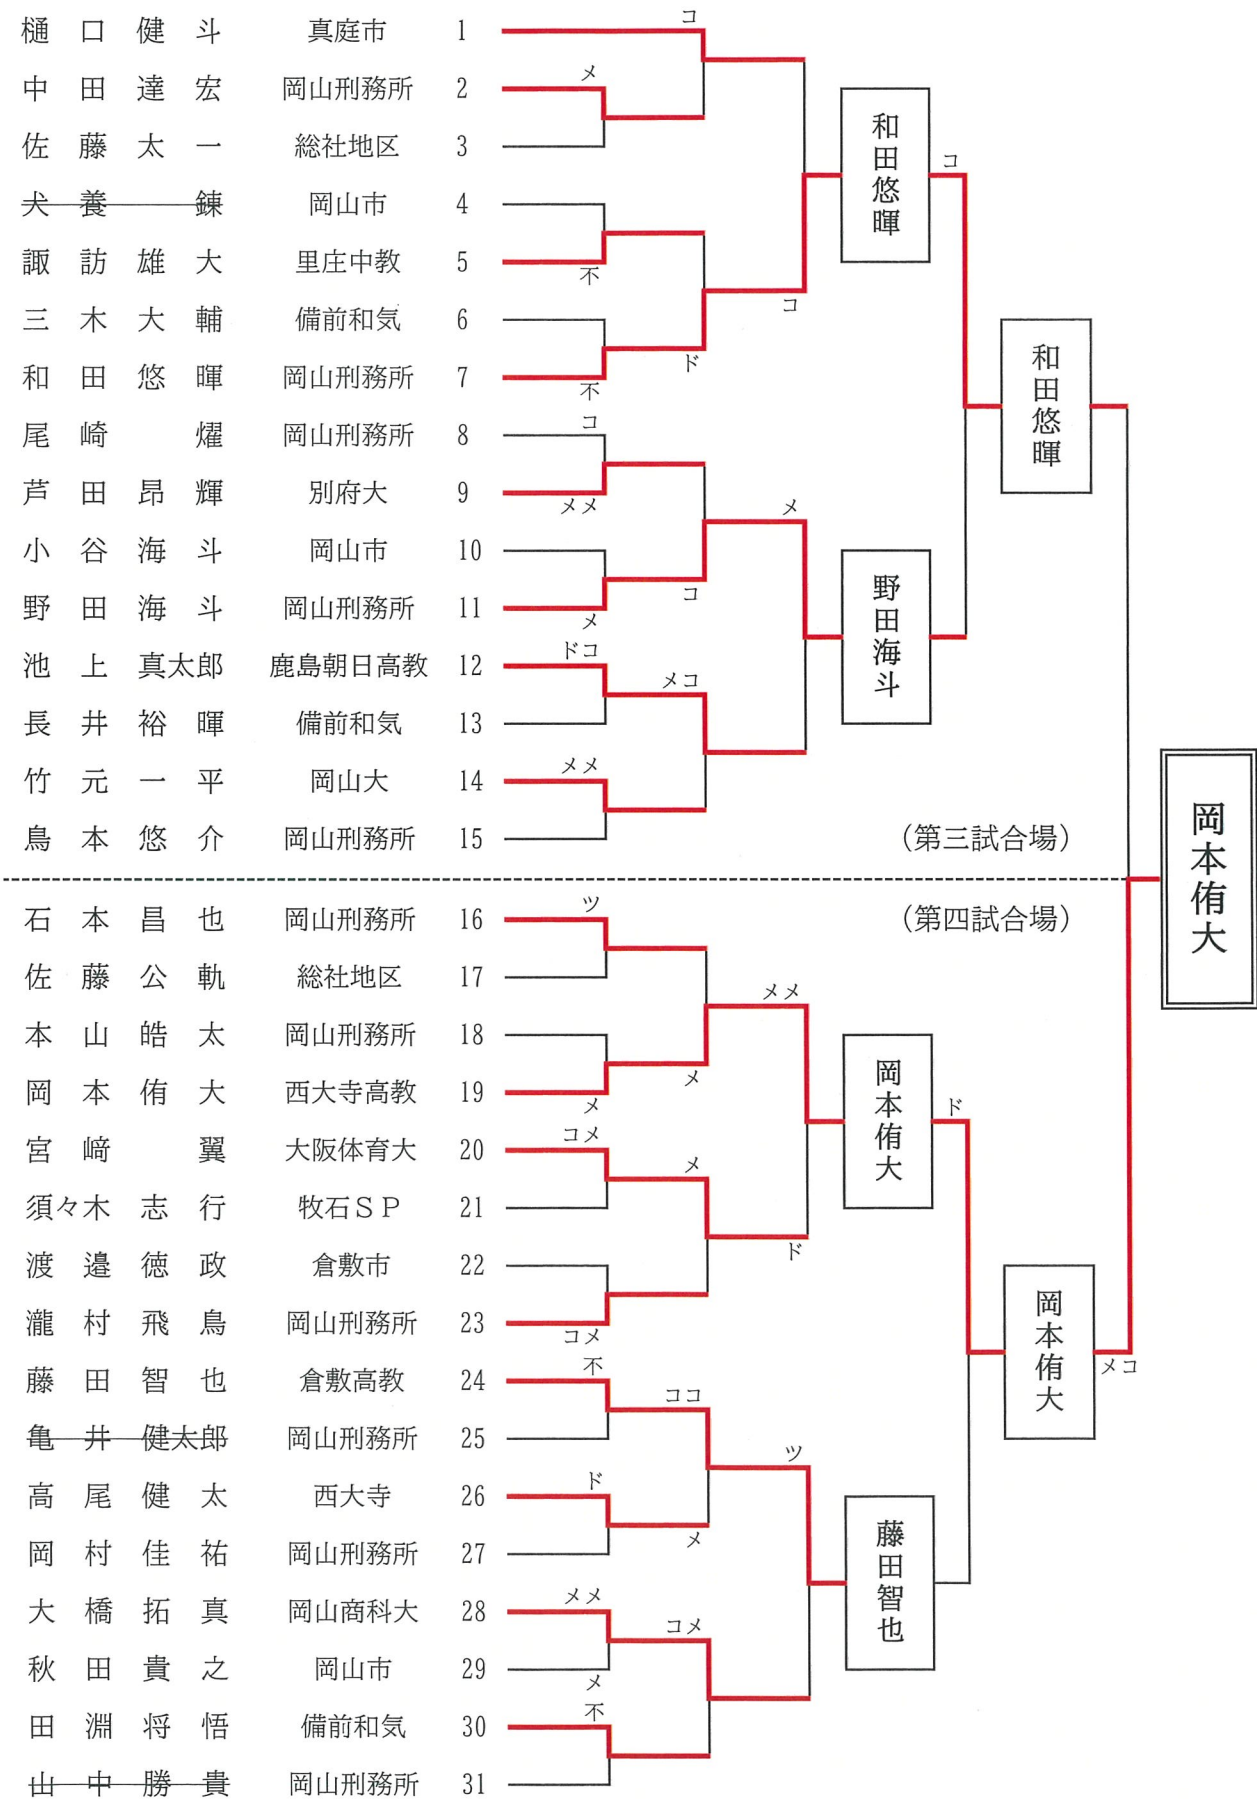 樋口健斗 真庭市 1 コ
中田達宏 岡山刑務所 2 メ
佐藤太一 総社地区 3
犬養錬 岡山市 4
諏訪雄大 里庄中教 5 不
三木大輔 備前和気 6
和田悠暉 岡山刑務所 7 不
尾崎燿 岡山刑務所 8 コ
芦田昂輝 別府大 9 メメ
小谷海斗 岡山市 10
野田海斗 岡山刑務所 11 メ
池上真太郎 鹿島朝日高教 12 ドコ
長井裕暉 備前和気 13
竹元一平 岡山大 14 メメ
鳥本悠介 岡山刑務所 15
コ
ド
コ
メコ
メ
和田悠暉
コ
野田海斗
和田悠暉
(第三試合場)
岡本侑大
(第四試合場)
石本昌也 岡山刑務所 16 ツ
佐藤公軌 総社地区 17
本山皓太 岡山刑務所 18
岡本侑大 西大寺高教 19 メ
宮﨑翼 大阪体育大 20 コメ
須々木志行 牧石SP 21
渡邉徳政 倉敷市 22
瀧村飛鳥 岡山刑務所 23 コメ
藤田智也 倉敷高教 24 不
亀井健太郎 岡山刑務所 25
高尾健太 西大寺 26 ド
岡村佳祐 岡山刑務所 27
大橋拓真 岡山商科大 28 メメ
秋田貴之 岡山市 29 メ
田淵将悟 備前和気 30 不
山中勝貴 岡山刑務所 31
メ
メ
ココ
メ
コメ
メメ
ド
ツ
岡本侑大
ド
藤田智也
岡本侑大
メコ